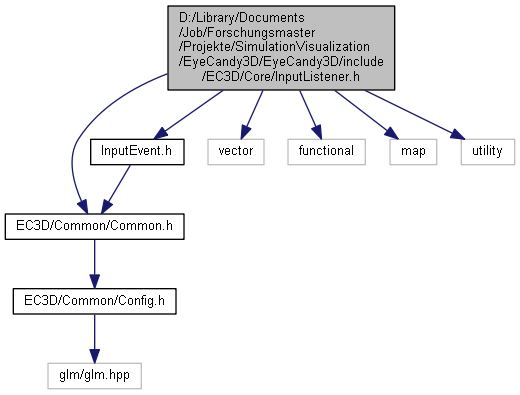 D:/Library/Documents
/Job/Forschungsmaster
/Projekte/SimulationVisualization
/EyeCandy3D/EyeCandy3D/include
/EC3D/Core/InputListener.h
InputEvent.h
vector
functional
map
utility
EC3D/Common/Common.h
EC3D/Common/Config.h
glm/glm.hpp